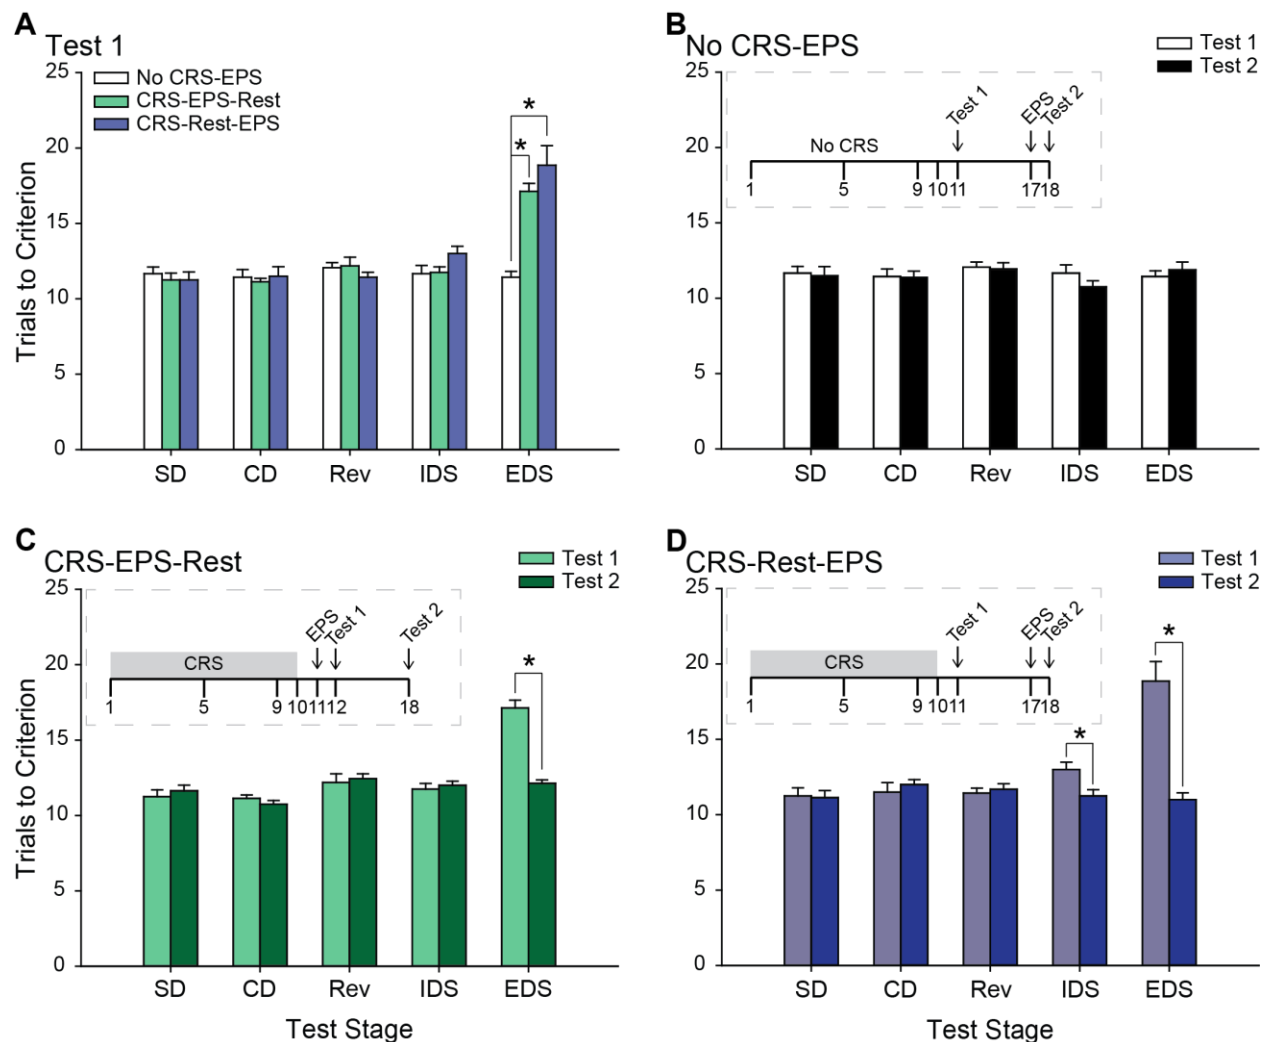 A
Test 1
No CRS-EPS
CRS-EPS-Rest
CRS-Rest-EPS
*
*
Trials to Criterion
25
20
15
10
5
0
SD CD Rev IDS EDS
B
No CRS-EPS
Test 1
Test 2
Test 1
EPS
Test 2
No CRS
1 5 9 10 11 17 18
25
20
15
10
5
0
SD CD Rev IDS EDS
C
CRS-EPS-Rest
Test 1
Test 2
EPS
Test 1
Test 2
CRS
1 5 9 10 11 12 18
*
Trials to Criterion
25
20
15
10
5
0
SD CD Rev IDS EDS
Test Stage
D
CRS-Rest-EPS
Test 1
Test 2
Test 1
EPS
Test 2
CRS
1 5 9 10 11 17 18
*
*
25
20
15
10
5
0
SD CD Rev IDS EDS
Test Stage